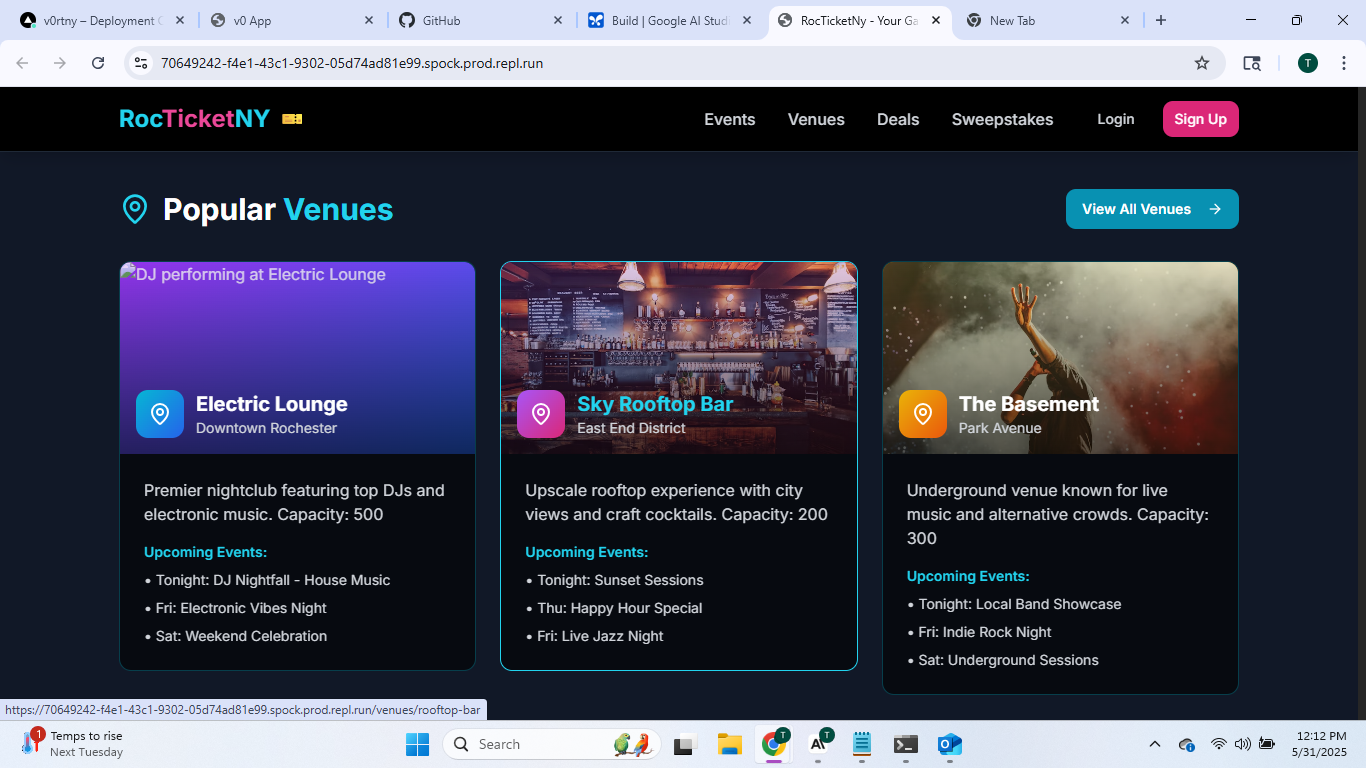 v0rtny – Deployment
v0 App
GitHub
Build | Google AI Stud
RocTicketNy - Your Ga
New Tab
70649242-f4e1-43c1-9302-05d74ad81e99.spock.prod.repl.run
T
RocTicketNY
Events
Venues
Deals
Sweepstakes
Login
Sign Up
Popular Venues
View All Venues
DJ performing at Electric Lounge
Electric Lounge
Downtown Rochester
Premier nightclub featuring top DJs and
electronic music. Capacity: 500
Upcoming Events:
• Tonight: DJ Nightfall - House Music
• Fri: Electronic Vibes Night
• Sat: Weekend Celebration
Sky Rooftop Bar
East End District
Upscale rooftop experience with city
views and craft cocktails. Capacity: 200
Upcoming Events:
• Tonight: Sunset Sessions
• Thu: Happy Hour Special
• Fri: Live Jazz Night
The Basement
Park Avenue
Underground venue known for live
music and alternative crowds. Capacity:
300
Upcoming Events:
• Tonight: Local Band Showcase
• Fri: Indie Rock Night
• Sat: Underground Sessions
https://70649242-f4e1-43c1-9302-05d74ad81e99.spock.prod.repl.run/venues/rooftop-bar
1
Temps to rise
Next Tuesday
Search
T
T
12:12 PM
5/31/2025